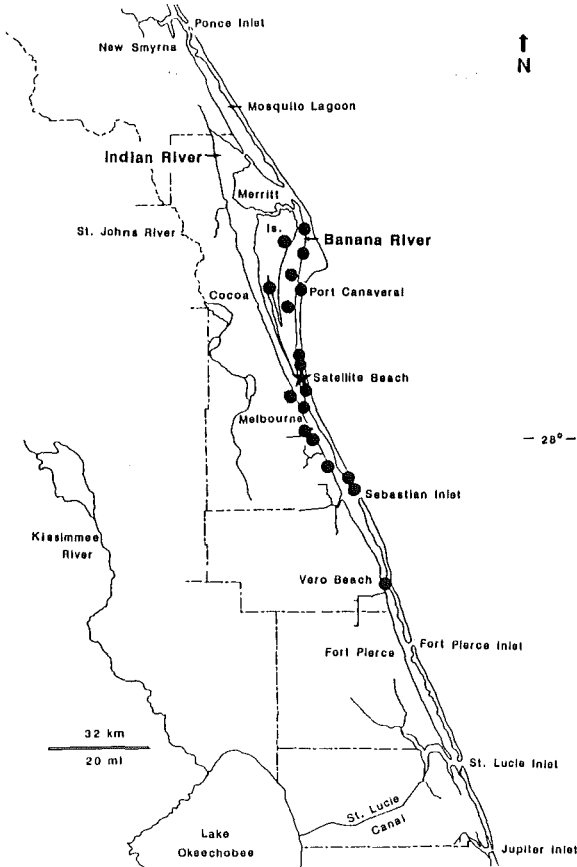 Ponce Inlet
New Smyrna
N
Mosquito Lagoon
Indian River
Merritt
Is.
St. Johns River
Banana River
Cocoa
Port Canaveral
Satellite Beach
Melbourne
28°
Sebastian Inlet
Kissimmee
River
Vero Beach
Fort Pierce
Fort Pierce Inlet
32 km
20 mi
St. Lucie Inlet
St. Lucie
Canal
Lake
Okeechobee
Jupiter Inlet